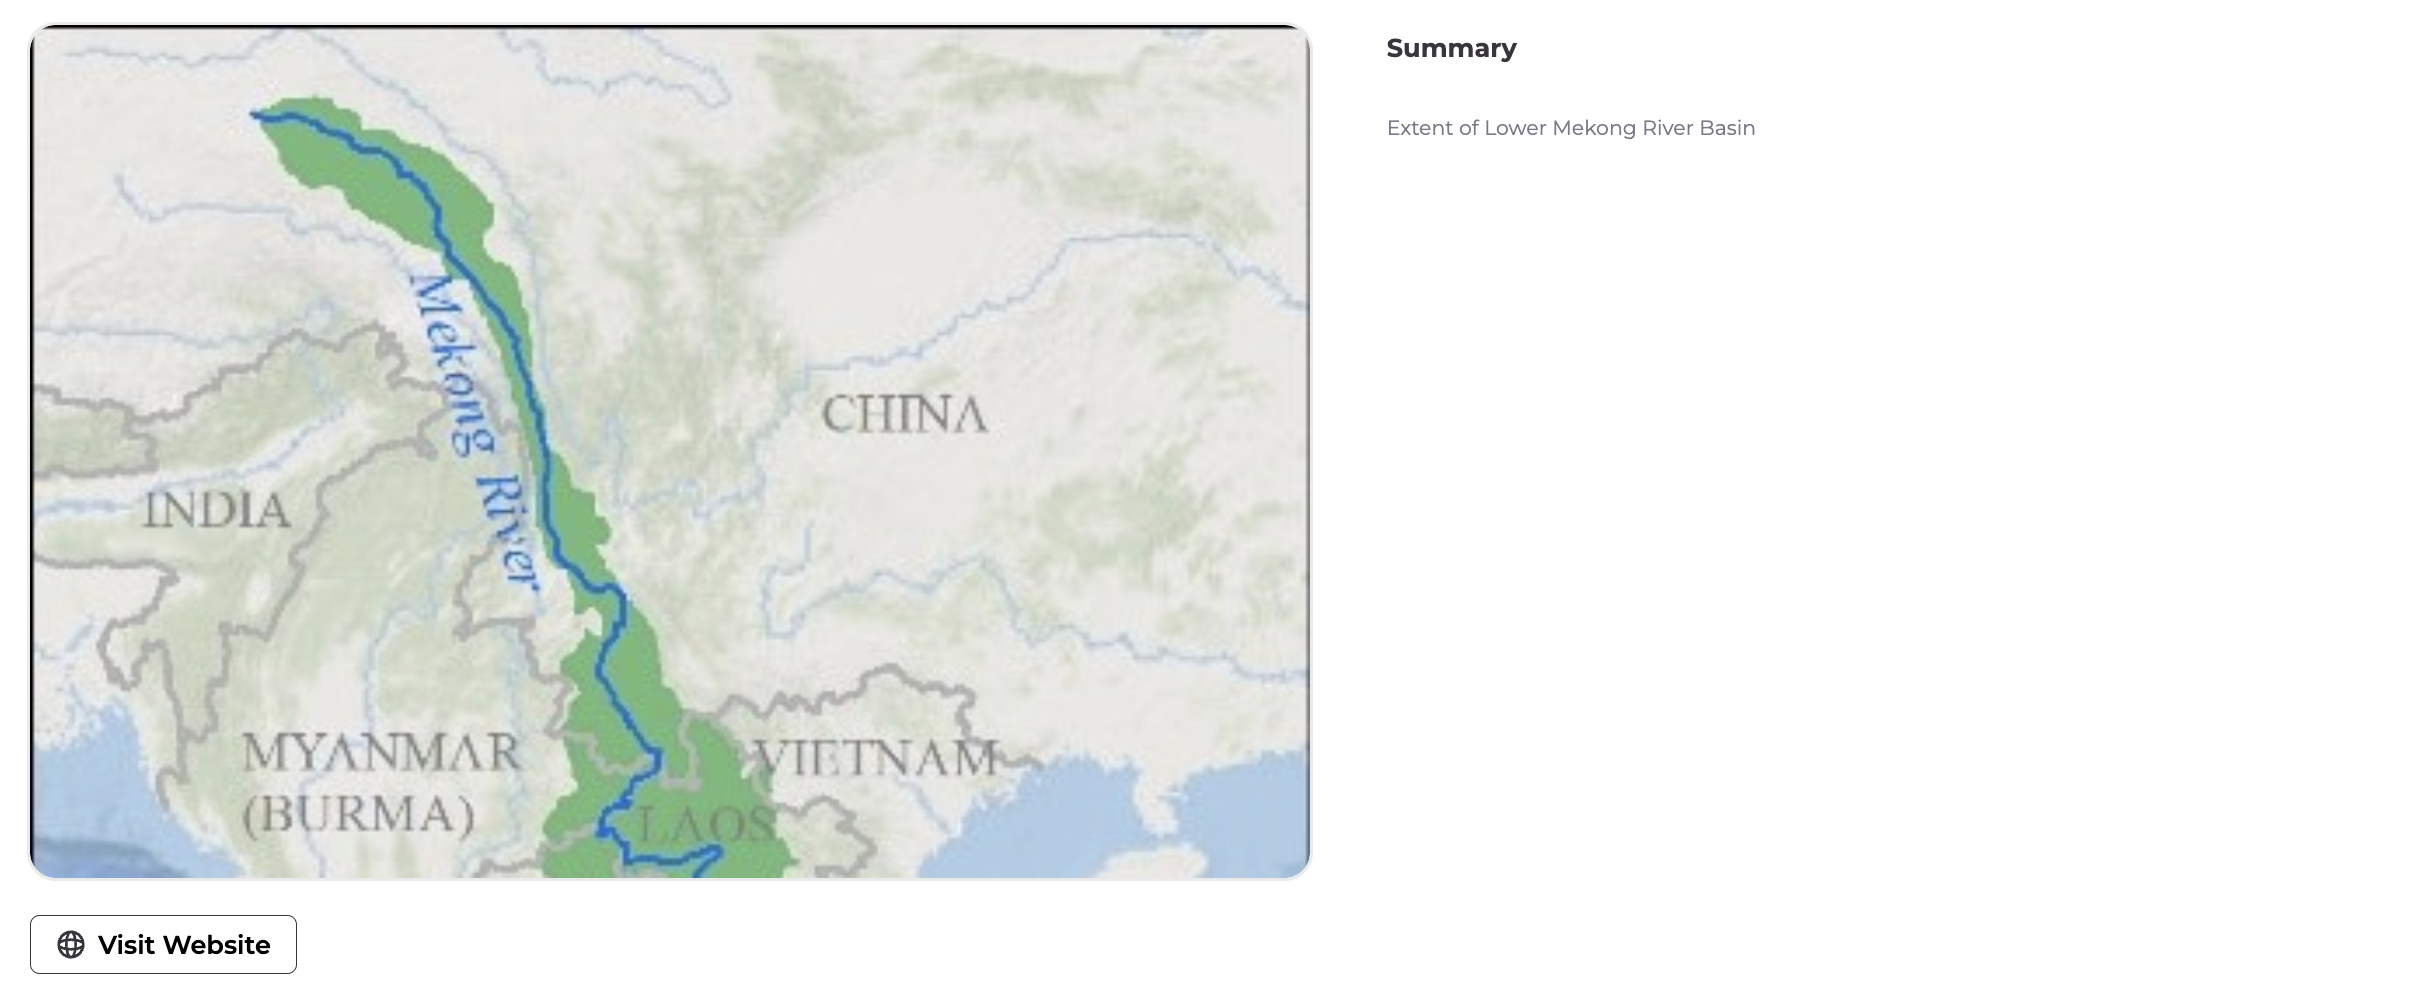 Summary
Extent of Lower Mekong River Basin
Mekong River
CHINA
INDIA
MYANMAR
(BURMA)
VIETNAM
LAOS
Visit Website